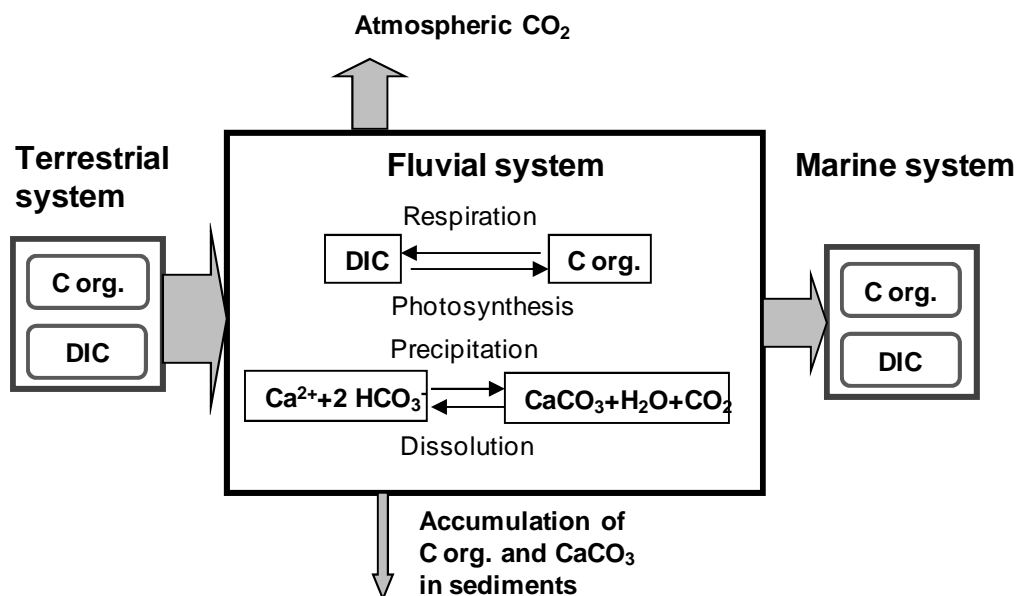 Atmospheric CO₂
Terrestrial
system
C org.
DIC
Fluvial system
Respiration
DIC
C org.
Photosynthesis
Precipitation
Ca²⁺+2 HCO₃⁻
CaCO₃+H₂O+CO₂
Dissolution
Marine system
C org.
DIC
Accumulation of
C org. and CaCO₃
in sediments